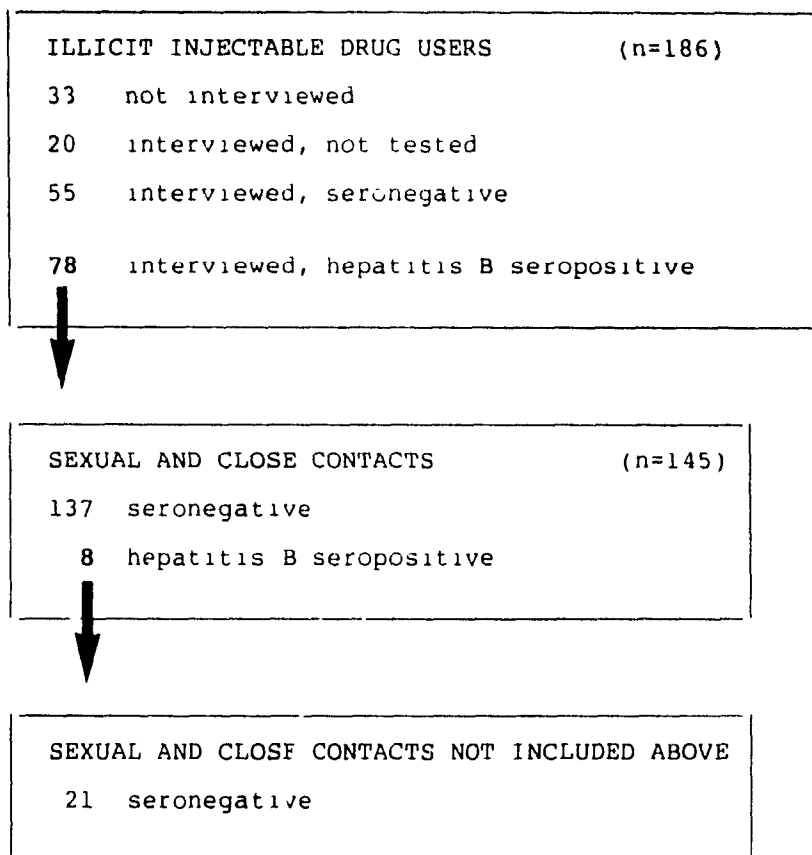 ILLICIT INJECTABLE DRUG USERS (n=186)
33 not interviewed
20 interviewed, not tested
55 interviewed, seronegative
78 interviewed, hepatitis B seropositive
SEXUAL AND CLOSE CONTACTS (n=145)
137 seronegative
8 hepatitis B seropositive
SEXUAL AND CLOSE CONTACTS NOT INCLUDED ABOVE
21 seronegative